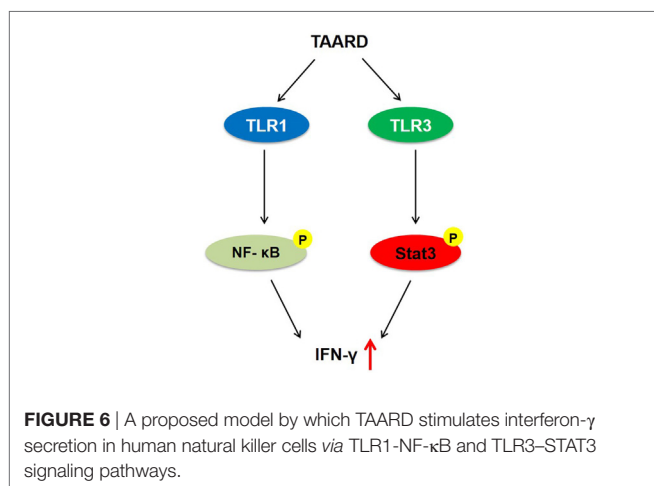 TAARD
TLR1 TLR3
P P
NF- κB Stat3
IFN-γ
FIGURE 6 | A proposed model by which TAARD stimulates interferon-γ
secretion in human natural killer cells via TLR1-NF-κB and TLR3–STAT3
signaling pathways.